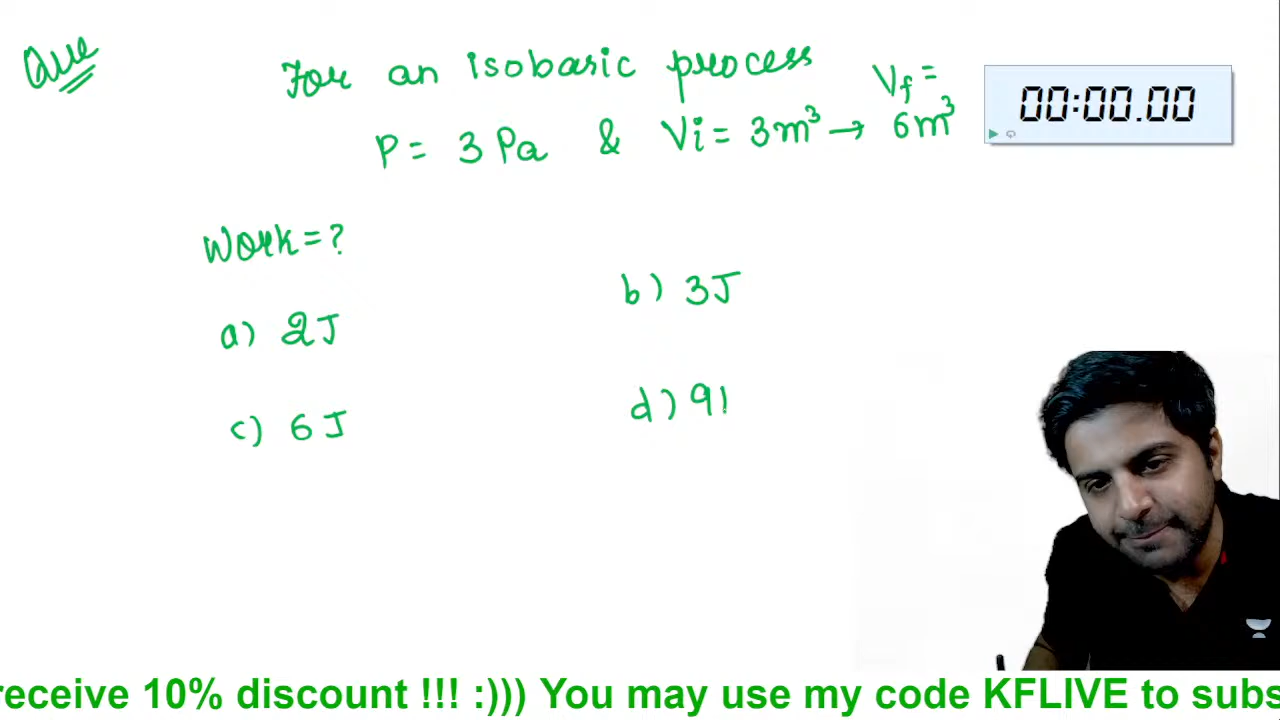 Que
For an isobaric process
P = 3 Pa & Vi = 3m³ → 6m³
Vf =
00:00.00
Work = ?
a) 2J
b) 3J
c) 6J
d) 9
receive 10% discount !!! :))) You may use my code KFLIVE to subs